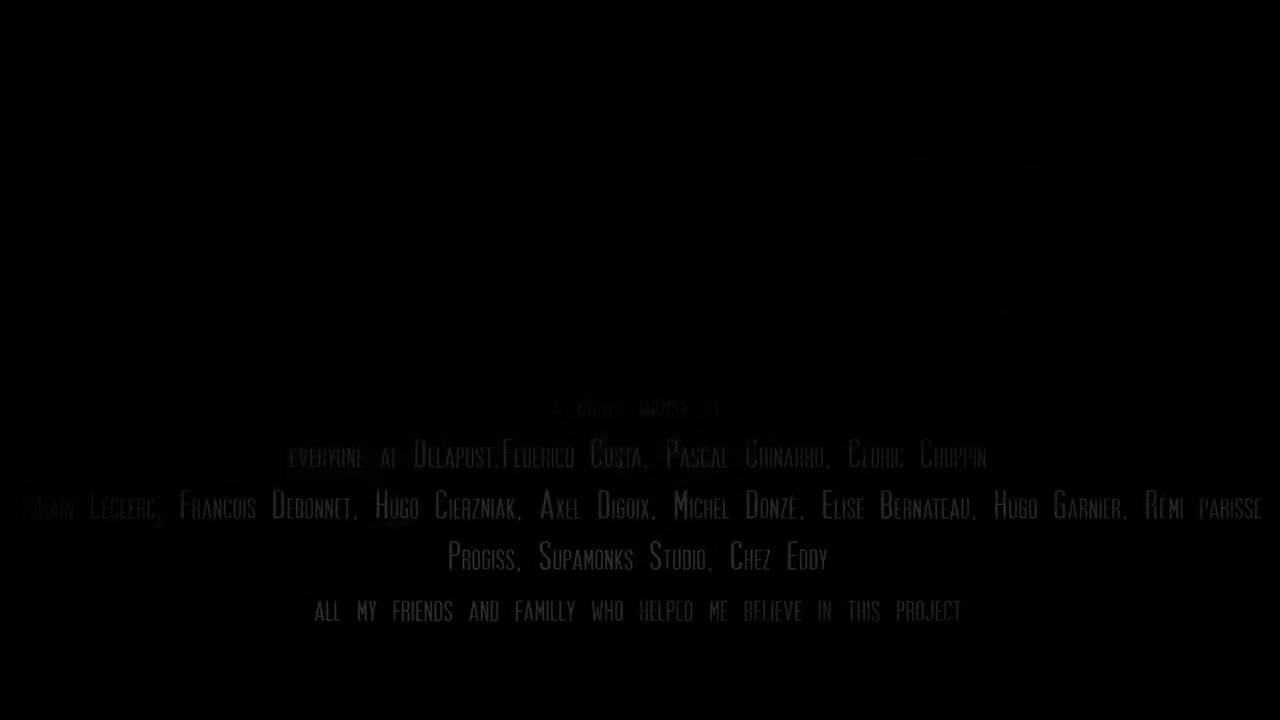 everyone at Delapost, Federico Costa, Pascal Chinarro, Cedric Choppin
Romain Leclerc, Francois Debonnet, Hugo Cierzniak, Axel Digoix, Michel Donzé, Elise Bernateau, Hugo Garnier, Rémi parisse
Progiss, Supamonks Studio, Chez Eddy
all my friends and familly who helped me believe in this project